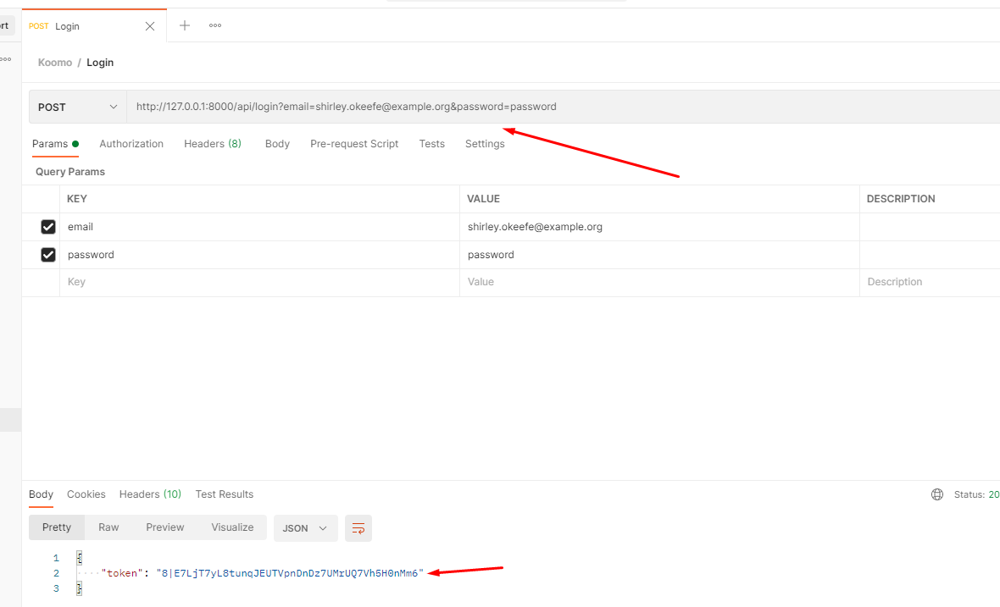 rt
POST Login
Koomo / Login
POST http://127.0.0.1:8000/api/login?email=shirley.okeefe@example.org&password=password
Params Authorization Headers (8) Body Pre-request Script Tests Settings
Query Params
KEY VALUE DESCRIPTION
email shirley.okeefe@example.org
password password
Key Value Description
Body Cookies Headers (10) Test Results Status: 20
Pretty Raw Preview Visualize JSON
1 {
2 "token": "8|E7LjT7yL8tunqJEUTVpnDnDz7UMrUQ7Vh5H0nMm6"
3 }